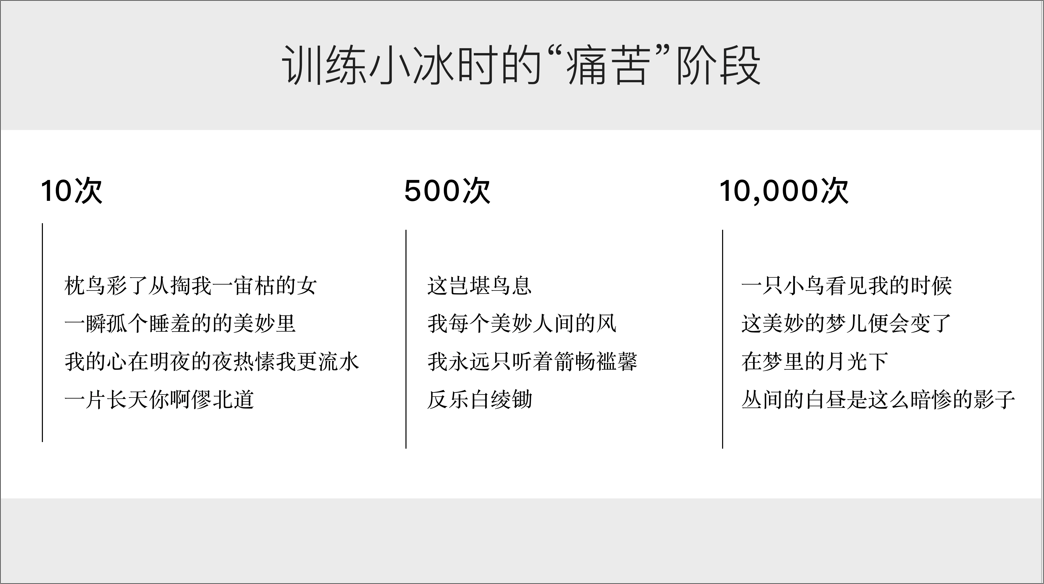 训练小冰时的“痛苦”阶段
10次
枕鸟彩了从掏我一宙枯的女
一瞬孤个睡羞的的美妙里
我的心在明夜的夜热愫我更流水
一片长天你啊僇北道
500次
这岂堪鸟息
我每个美妙人间的风
我永远只听着箭畅褴馨
反乐白绫锄
10,000次
一只小鸟看见我的时候
这美妙的梦儿便会变了
在梦里的月光下
丛间的白昼是这么暗惨的影子